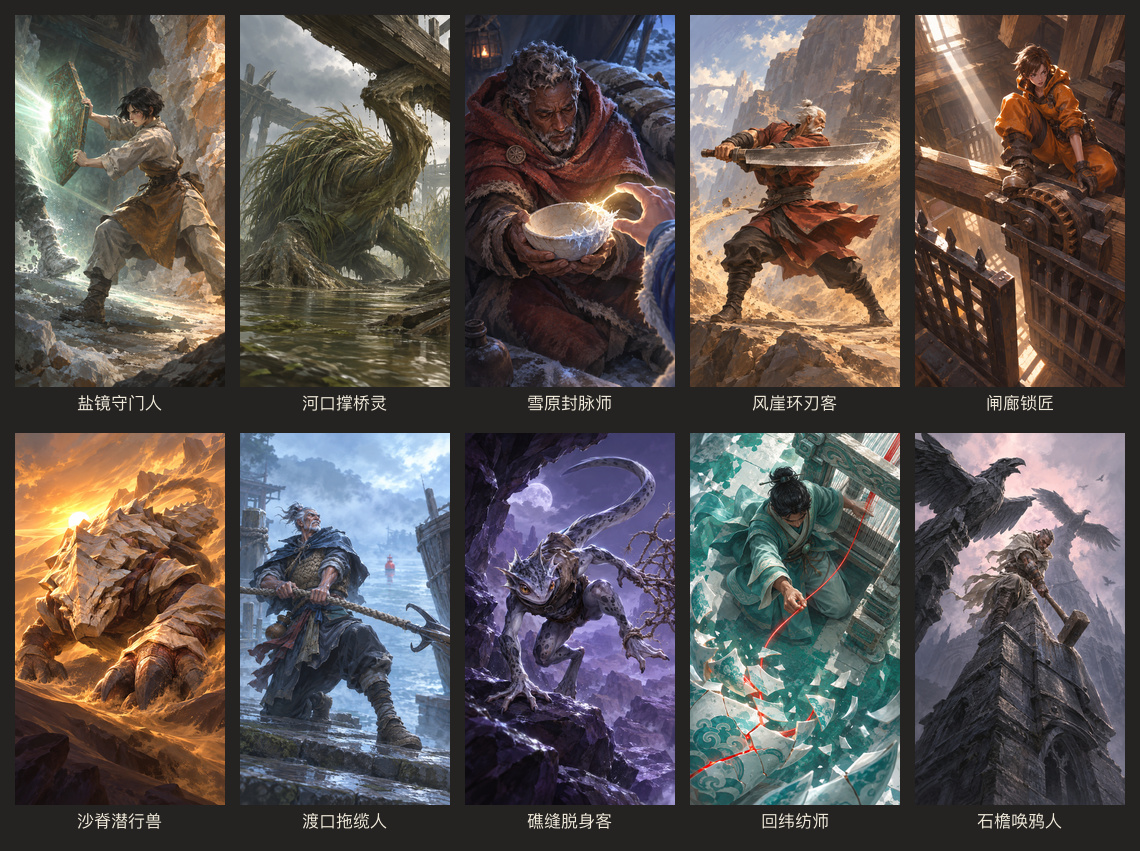 盐镜守门人
河口撑桥灵
雪原封脉师
风崖环刃客
闸廊锁匠
沙脊潜行兽
渡口拖缆人
礁缝脱身客
回纬纺师
石檐唤鸦人